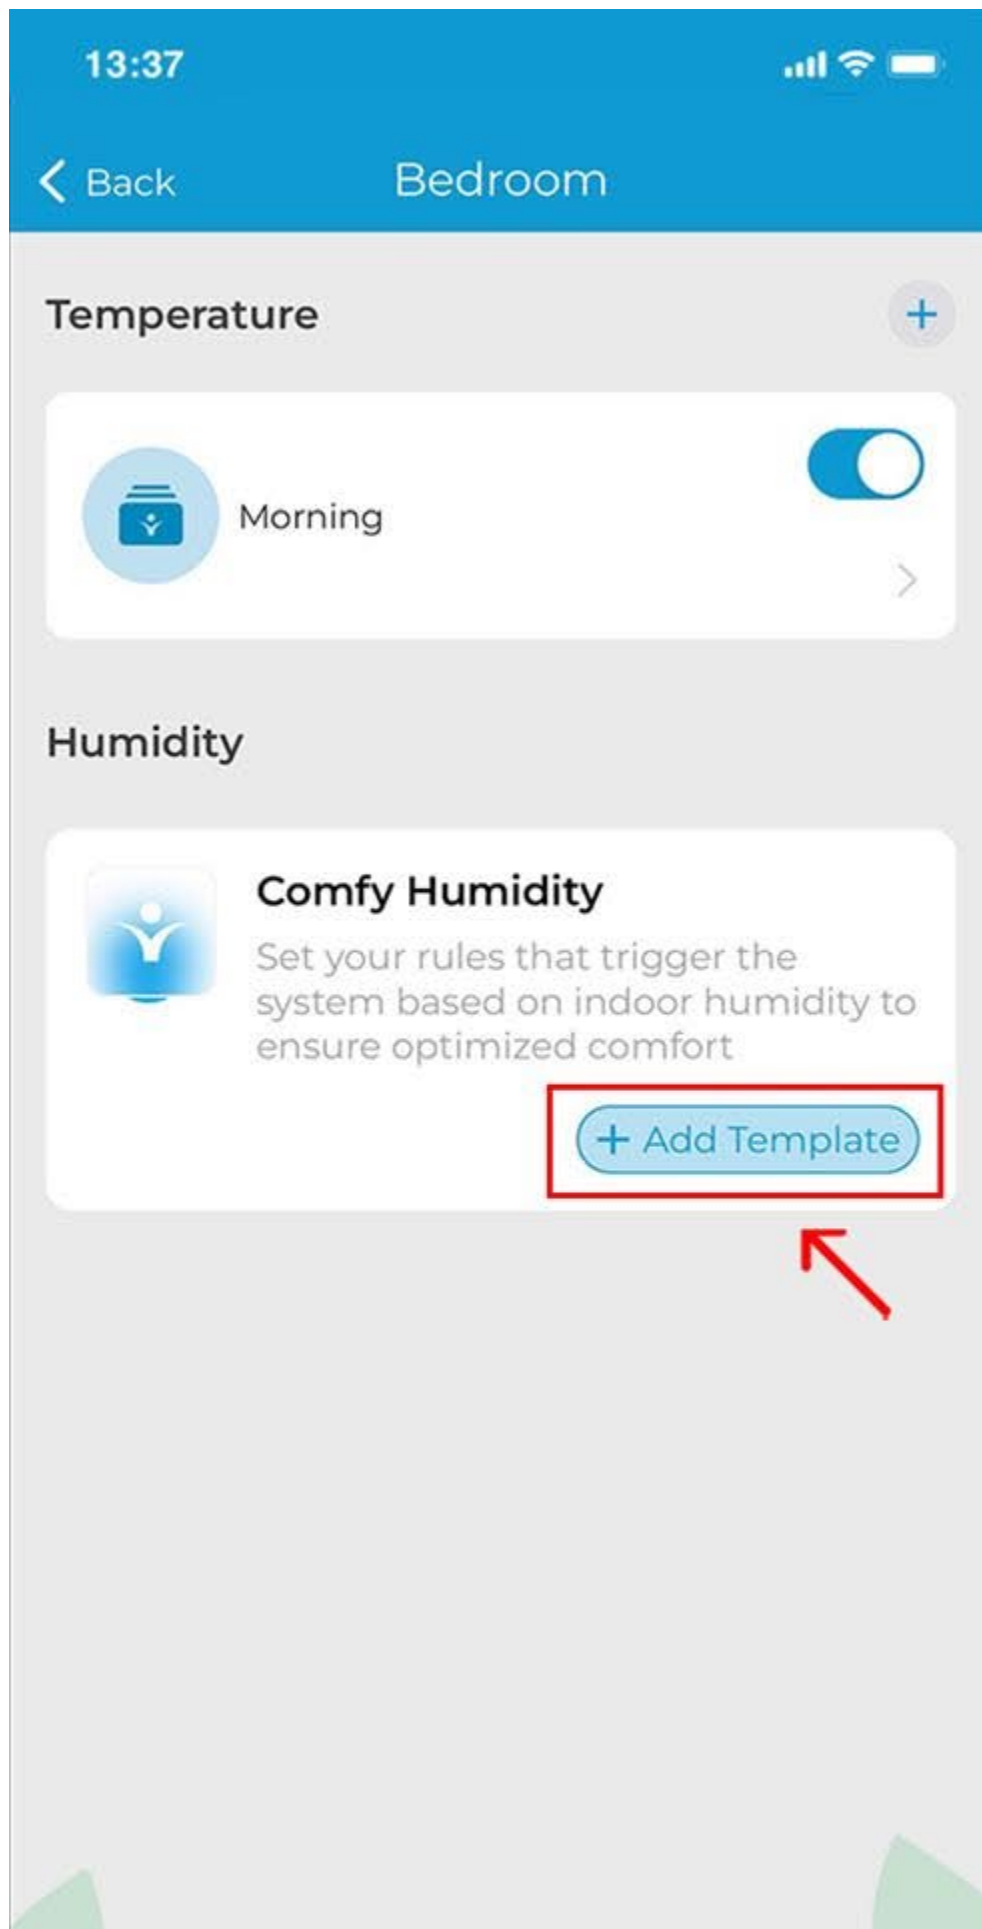 13:37
Back
Bedroom
Temperature
+
Morning
Humidity
Comfy Humidity
Set your rules that trigger the
system based on indoor humidity to
ensure optimized comfort
+ Add Template